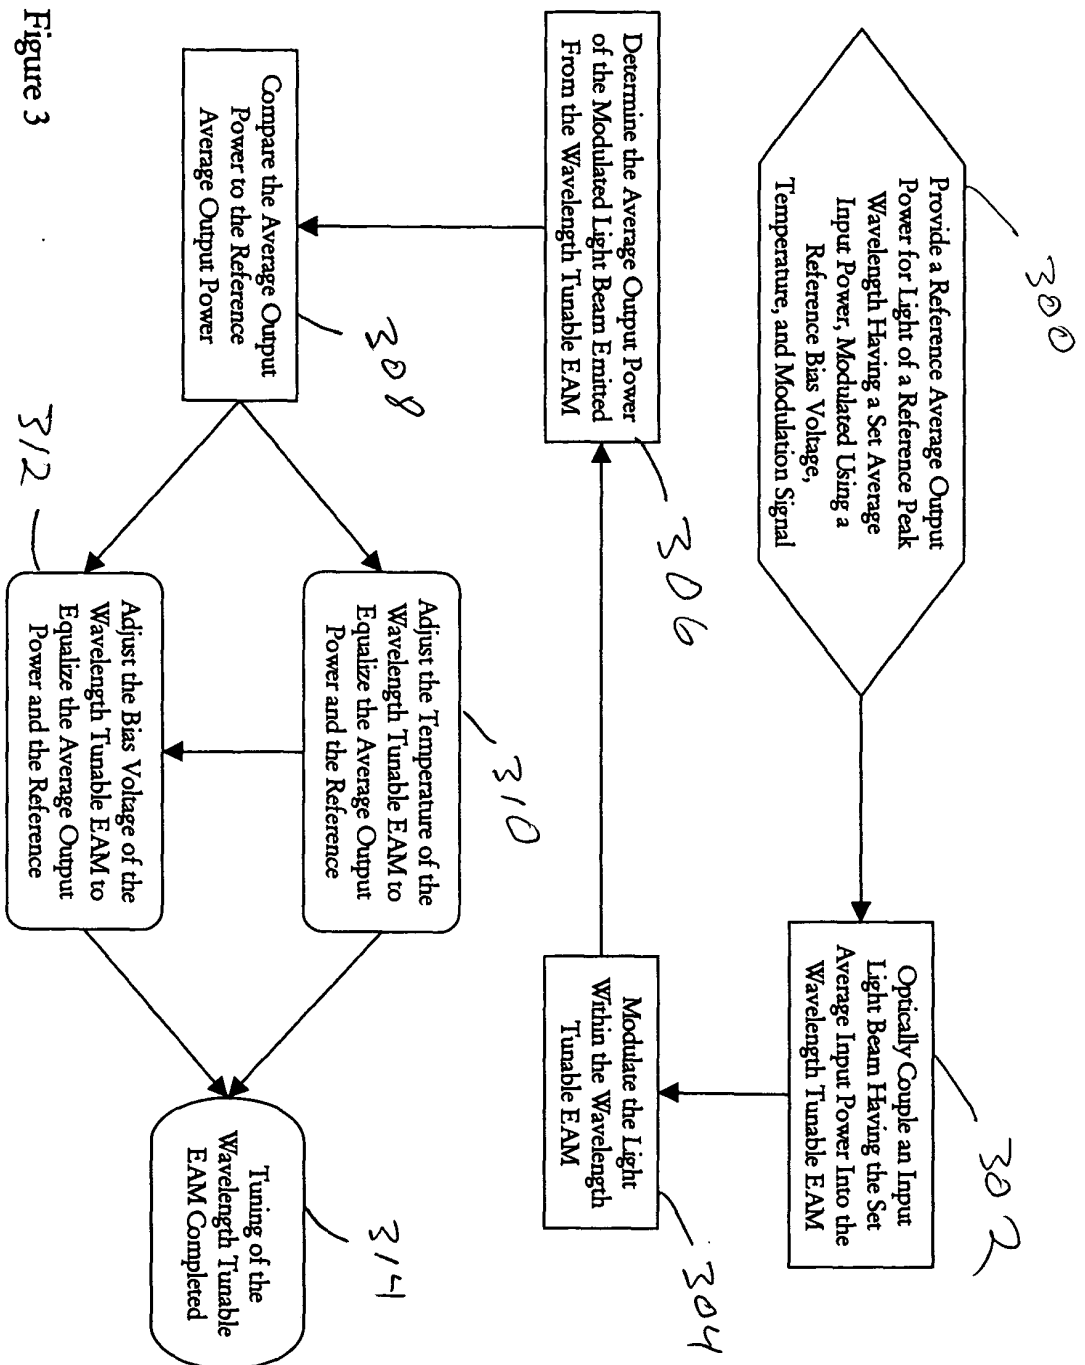 300
Provide a Reference Average Output
Power for Light of a Reference Peak
Wavelength Having a Set Average
Input Power, Modulated Using a
Reference Bias Voltage,
Temperature, and Modulation Signal
302
Optically Couple an Input
Light Beam Having the Set
Average Input Power Into the
Wavelength Tunable EAM
304
Modulate the Light
Within the Wavelength
Tunable EAM
306
Determine the Average Output Power
of the Modulated Light Beam Emitted
From the Wavelength Tunable EAM
308
Compare the Average Output
Power to the Reference
Average Output Power
310
Adjust the Temperature of the
Wavelength Tunable EAM to
Equalize the Average Output
Power and the Reference
312
Adjust the Bias Voltage of the
Wavelength Tunable EAM to
Equalize the Average Output
Power and the Reference
314
Tuning of the
Wavelength Tunable
EAM Completed
Figure 3